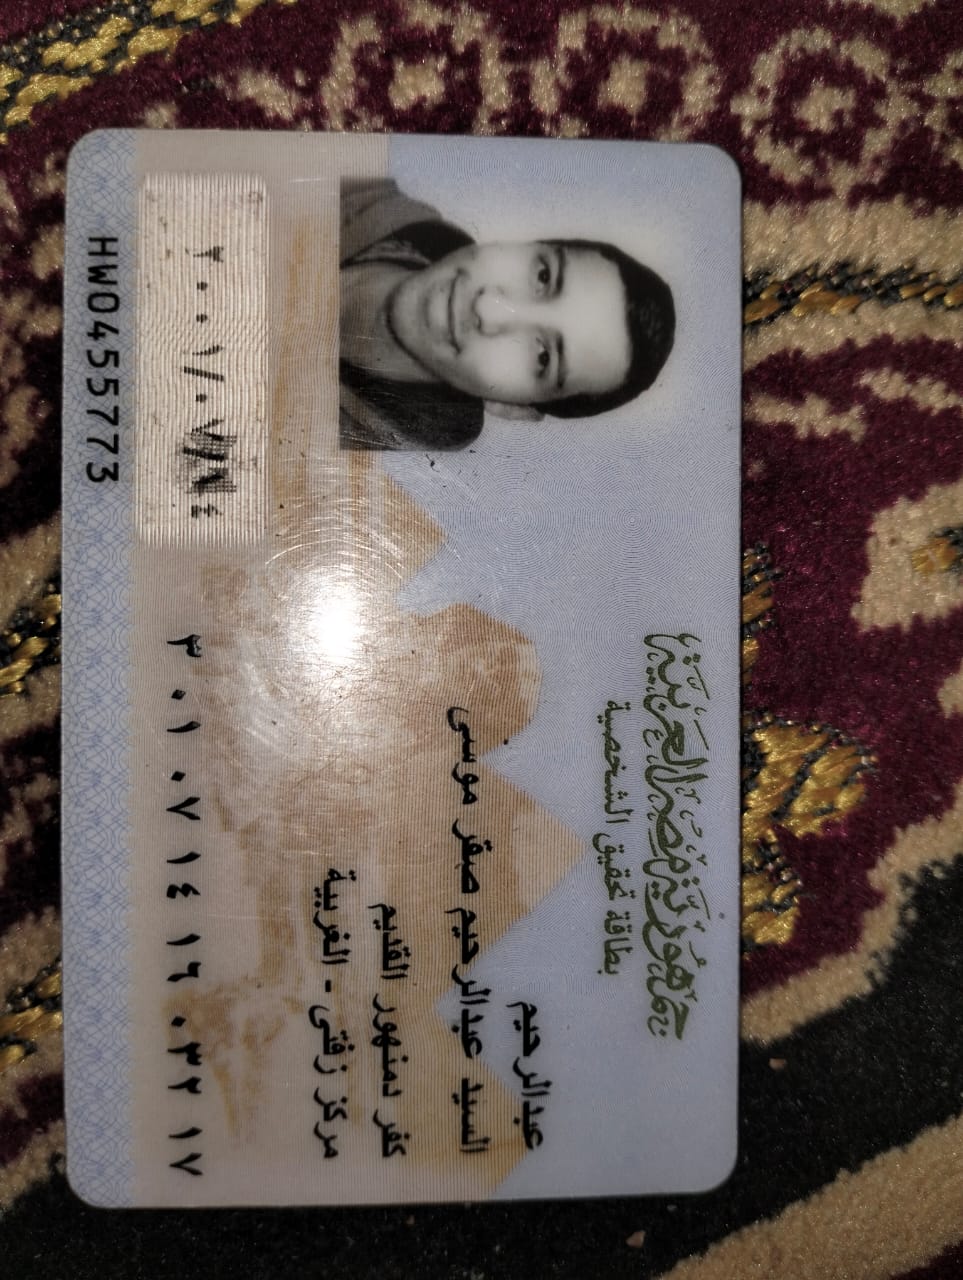 جمهورية مصر العربية
بطاقة تحقيق الشخصية
عبدالرحيم
السيد عبدالرحيم صقر موسى
كفر دمنهور القديم
مركز زفتى - الغربية
٢٠٠١/٠٧/١٤
٣ ٠١ ٠٧ ١٤ ١٦ ٠٣٢ ١٧
HW0455773